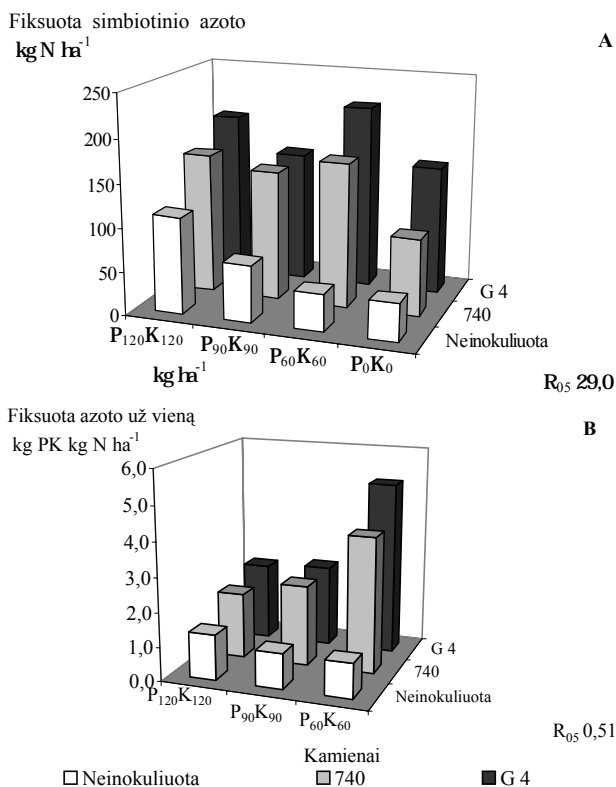 Fiksuota simbiotinio azoto
kg N ha⁻¹
A
250
200
150
100
50
0
P₁₂₀K₁₂₀
P₉₀K₉₀
P₆₀K₆₀
P₀K₀
kg ha⁻¹
G 4
740
Neinokuliuota
R₀₅ 29,0
Fiksuota azoto už vieną
kg PK kg N ha⁻¹
B
6,0
5,0
4,0
3,0
2,0
1,0
0,0
P₁₂₀K₁₂₀
P₉₀K₉₀
P₆₀K₆₀
G 4
740
Neinokuliuota
R₀₅ 0,51
Kamienai
Neinokuliuota 740 G 4